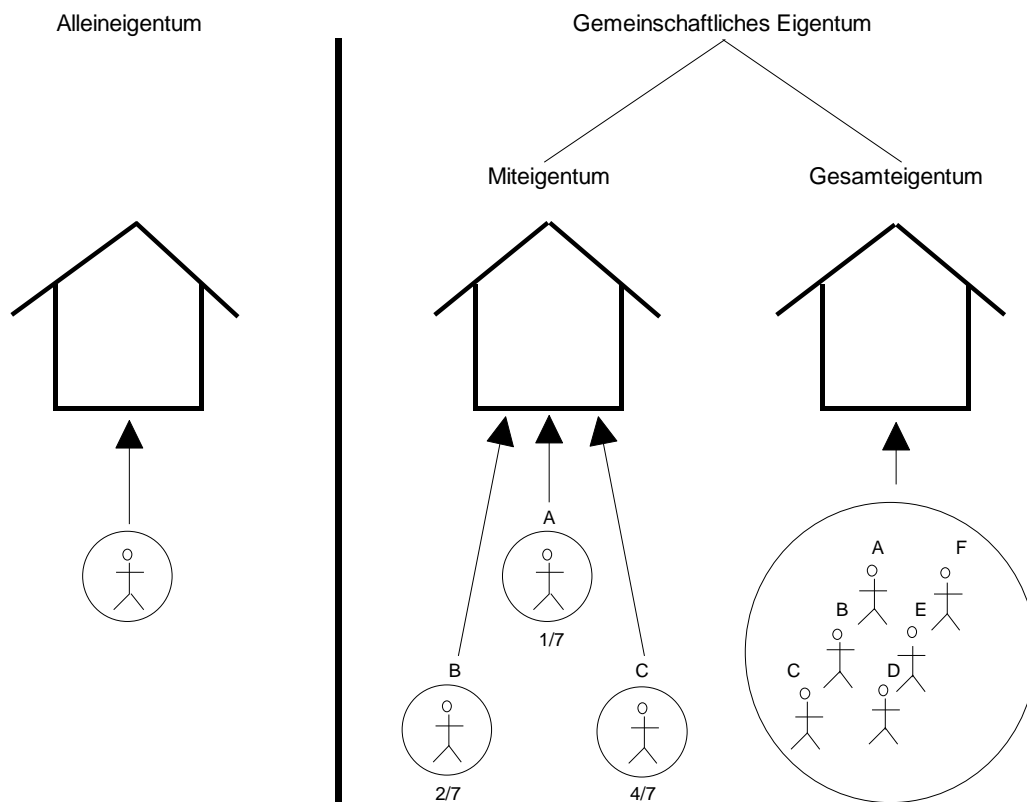 Alleineigentum
Gemeinschaftliches Eigentum
Miteigentum
Gesamteigentum
A
1/7
B
2/7
C
4/7
A
F
B
E
C
D